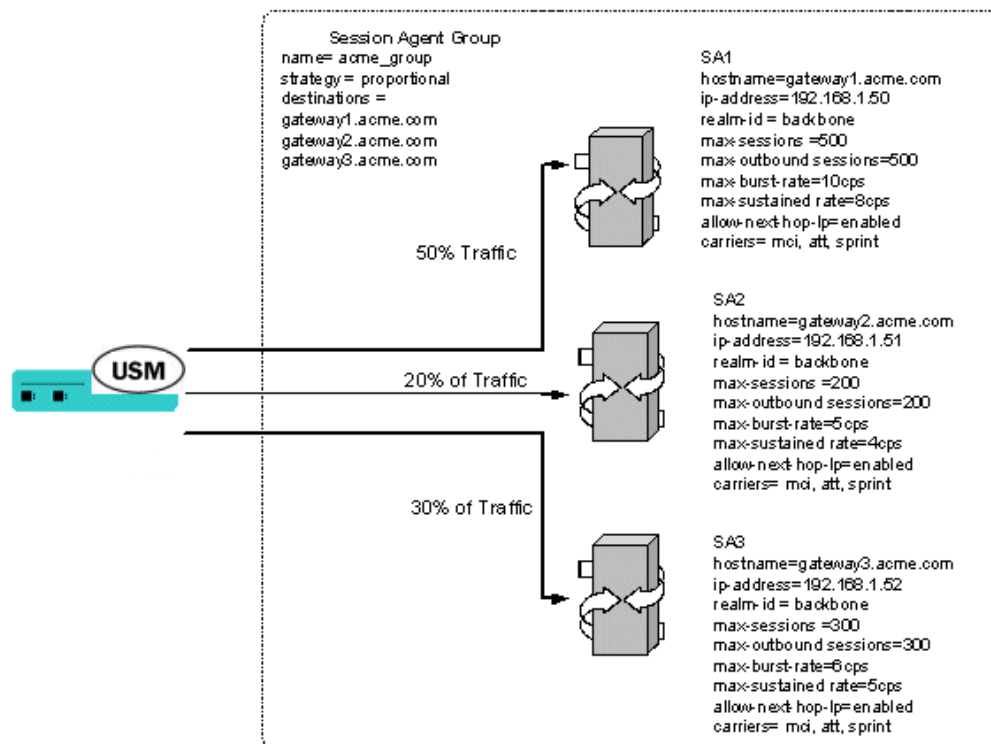 Session Agent Group
name= acme_group
strategy = proportional
destinations =
gateway1.acme.com
gateway2.acme.com
gateway3.acme.com
SA1
hostname=gateway1.acme.com
ip-address=192.168.1.50
realm-id = backbone
max-sessions =500
max-outbound sessions=500
max-burst-rate=10cps
max-sustained rate=8cps
allow-next-hop-lp=enabled
carriers= mci, att, sprint
50% Traffic
SA2
hostname=gateway2.acme.com
ip-address=192.168.1.51
realm-id = backbone
max-sessions =200
max-outbound sessions=200
max-burst-rate=5cps
max-sustained rate=4cps
allow-next-hop-lp=enabled
carriers= mci, att, sprint
USM
20% of Traffic
30% of Traffic
SA3
hostname=gateway3.acme.com
ip-address=192.168.1.52
realm-id = backbone
max-sessions =300
max-outbound sessions=300
max-burst-rate=6cps
max-sustained rate=5cps
allow-next-hop-lp=enabled
carriers= mci, att, sprint